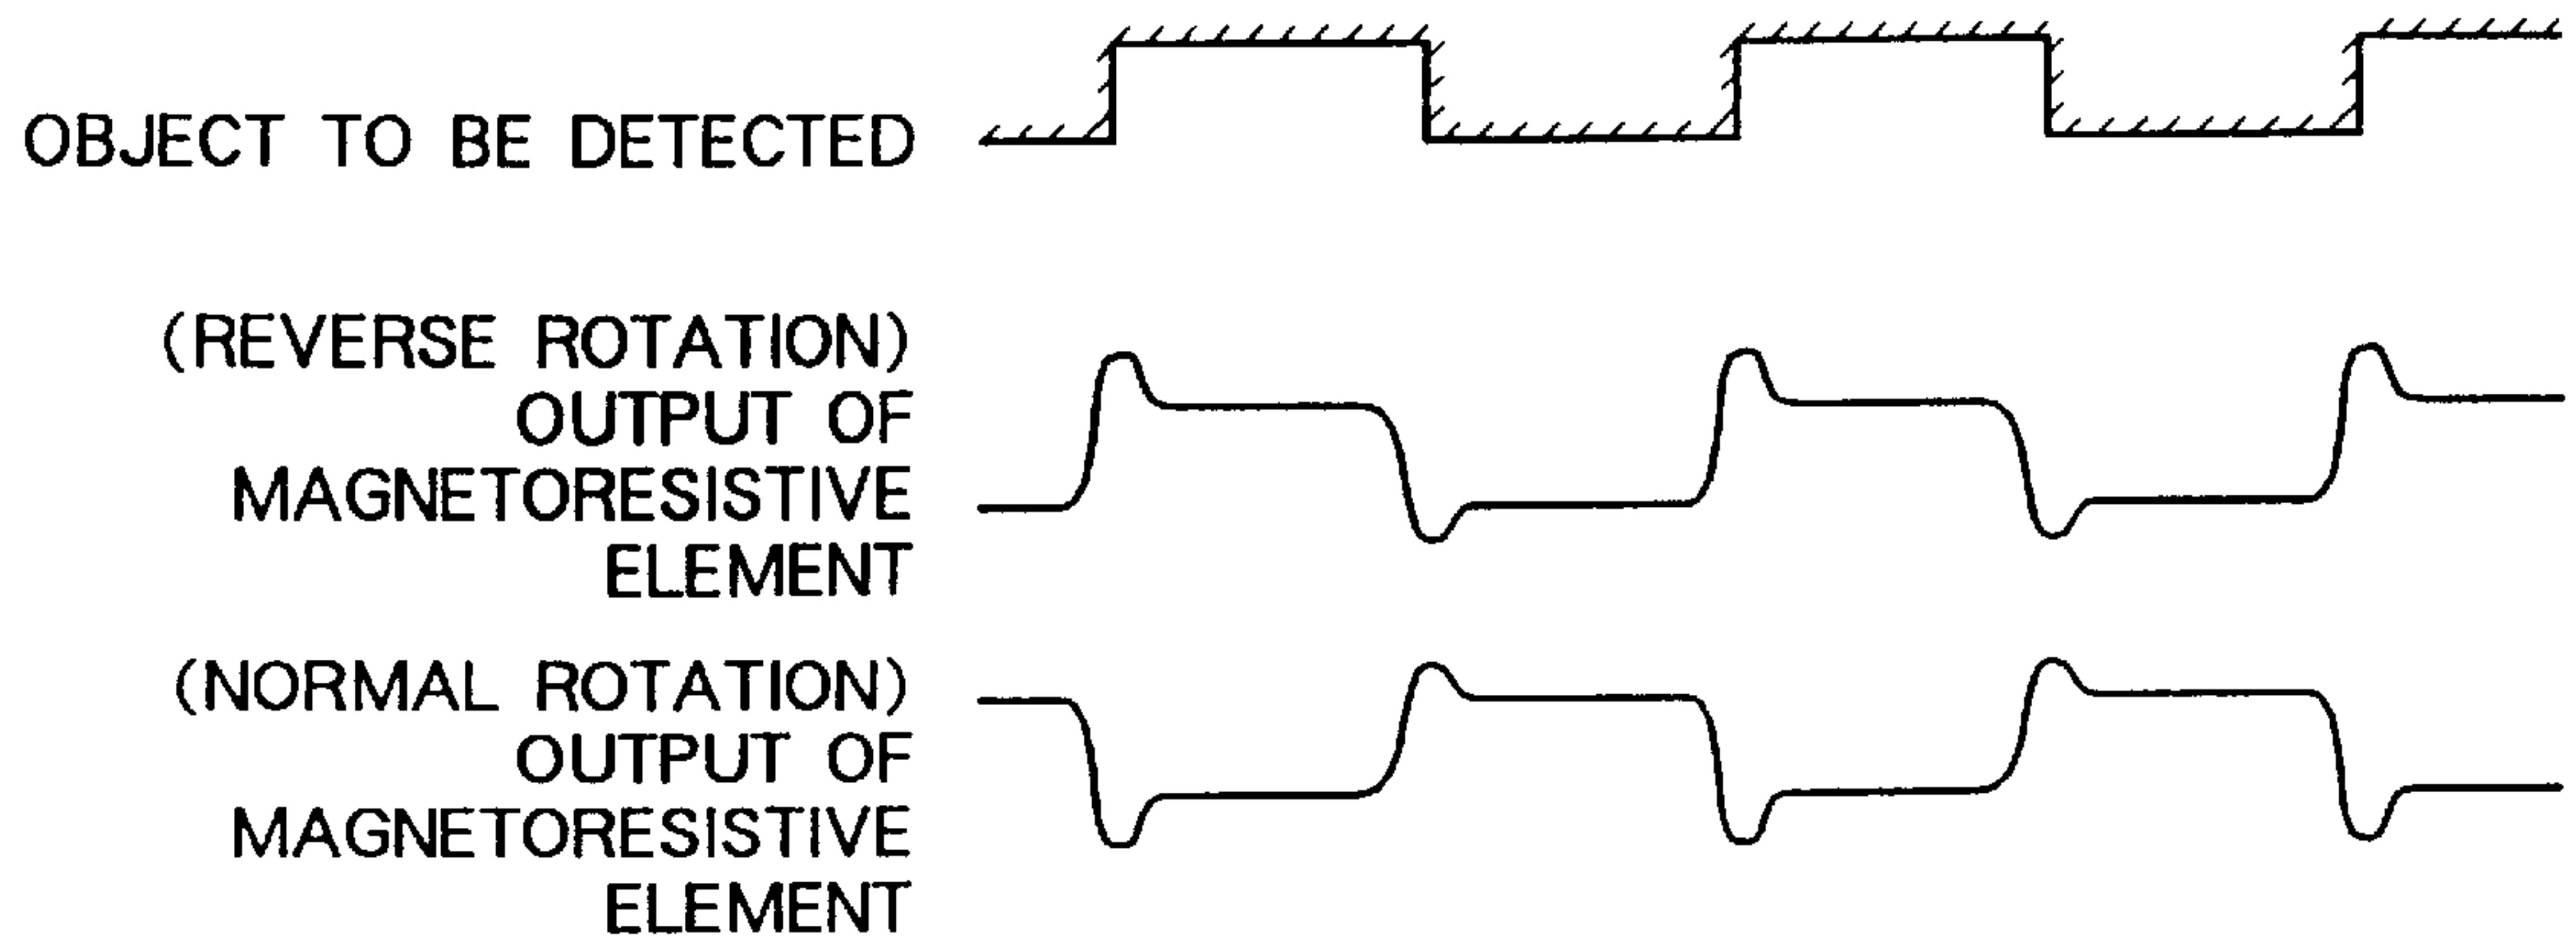 OBJECT TO BE DETECTED
(REVERSE ROTATION)
OUTPUT OF
MAGNETORESISTIVE
ELEMENT
(NORMAL ROTATION)
OUTPUT OF
MAGNETORESISTIVE
ELEMENT